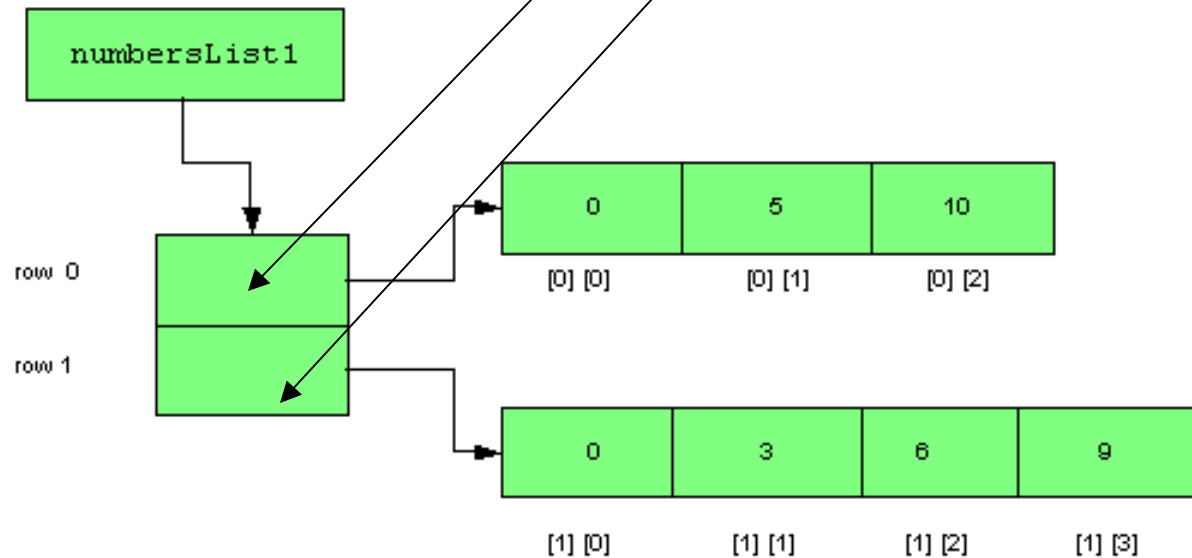 numbersList1
0 5 10
row 0
[0] [0] [0] [1] [0] [2]
row 1
0 3 6 9
[1] [0] [1] [1] [1] [2] [1] [3]